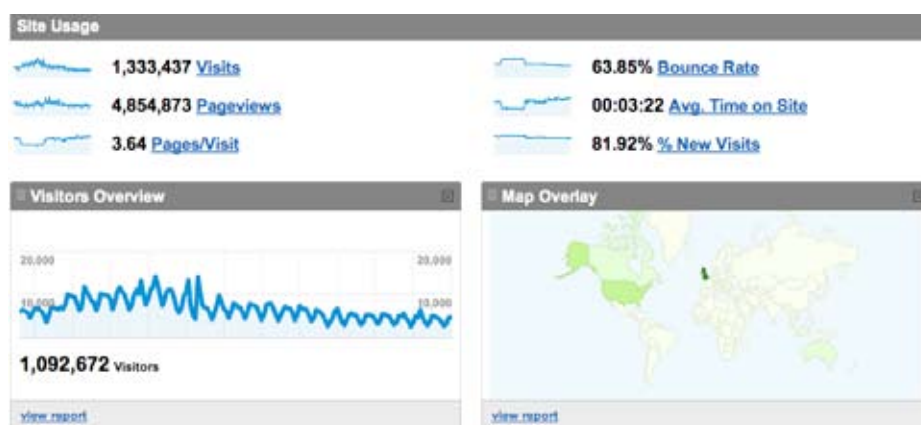 Site Usage
1,333,437 Visits
63.85% Bounce Rate
4,854,873 Pageviews
00:03:22 Avg. Time on Site
3.64 Pages/Visit
81.92% % New Visits
Visitors Overview
Map Overlay
20,000
20,000
10,000
10,000
1,092,672 Visitors
view report
view report